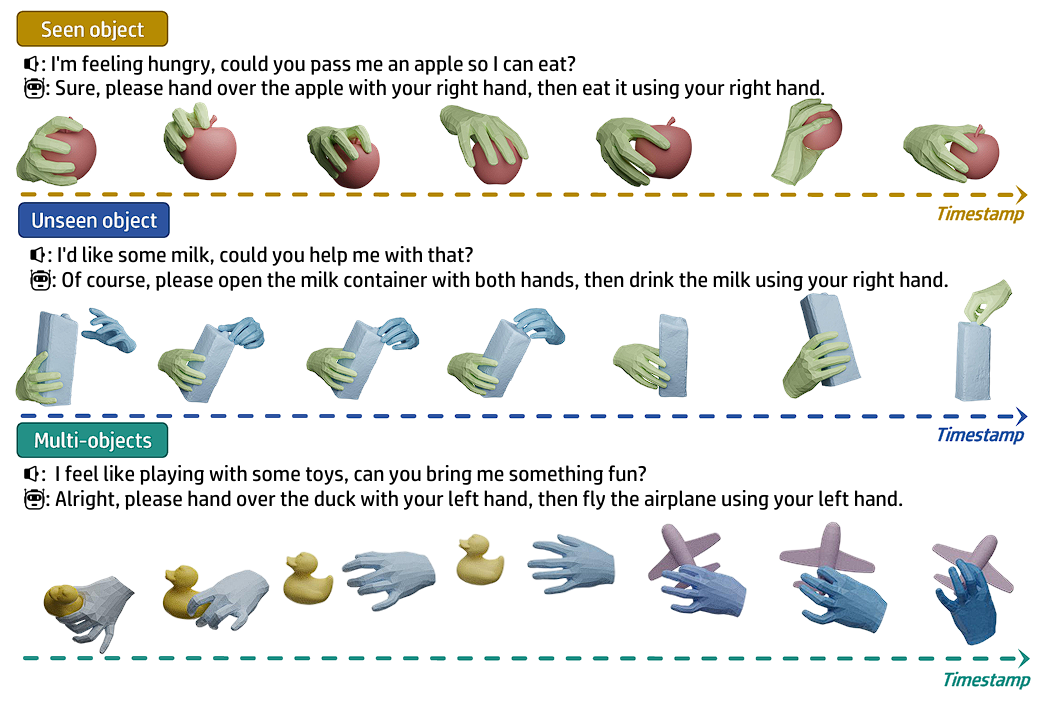 Seen object
: I'm feeling hungry, could you pass me an apple so I can eat?
: Sure, please hand over the apple with your right hand, then eat it using your right hand.
Timestamp
Unseen object
: I'd like some milk, could you help me with that?
: Of course, please open the milk container with both hands, then drink the milk using your right hand.
Timestamp
Multi-objects
: I feel like playing with some toys, can you bring me something fun?
: Alright, please hand over the duck with your left hand, then fly the airplane using your left hand.
Timestamp